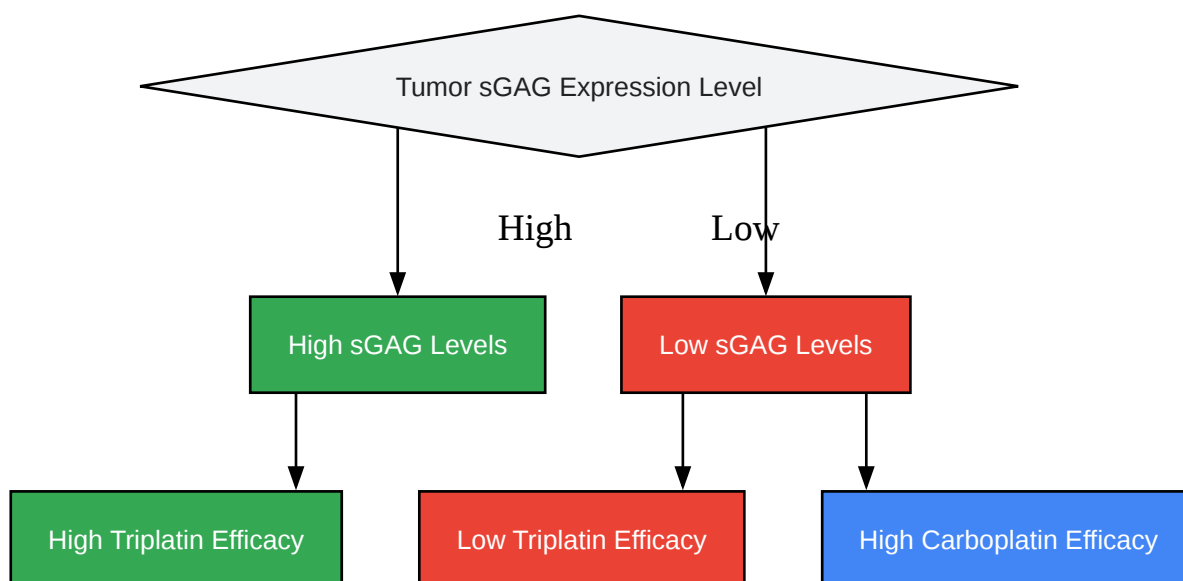 Tumor sGAG Expression Level
High
Low
High sGAG Levels
Low sGAG Levels
High Triplatin Efficacy
Low Triplatin Efficacy
High Carboplatin Efficacy